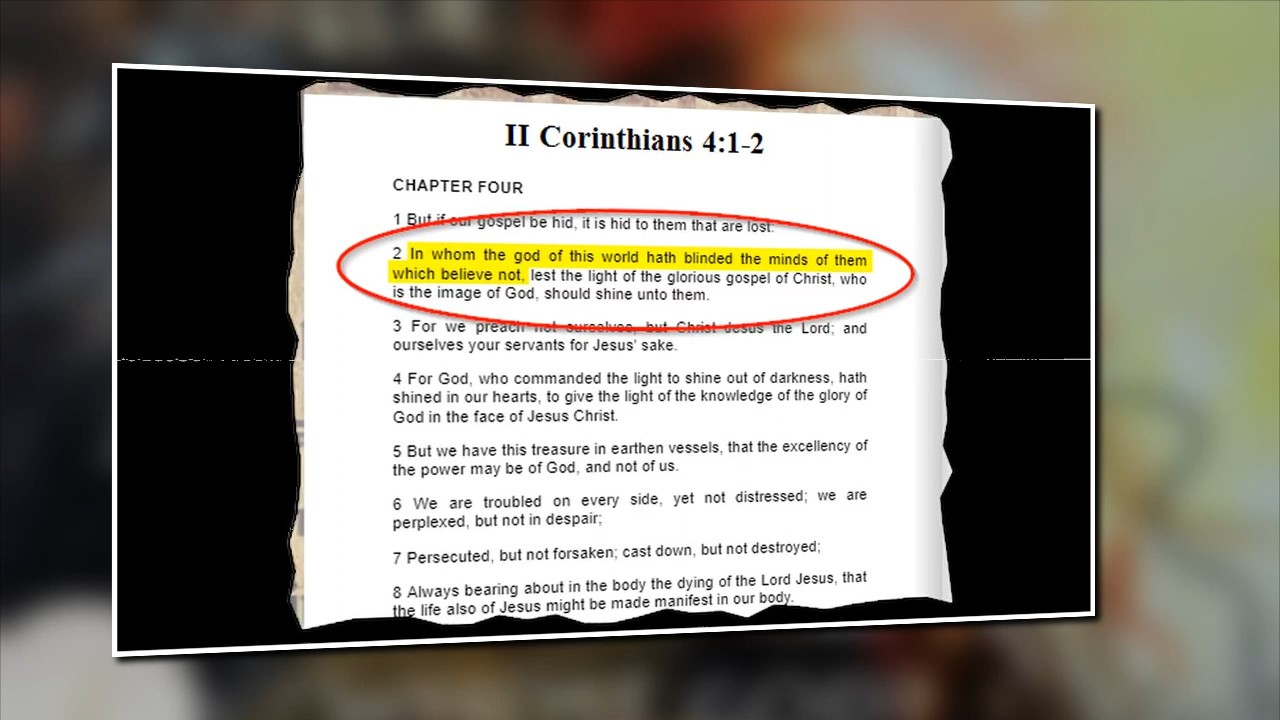 II Corinthians 4:1-2
CHAPTER FOUR
1 But if our gospel be hid, it is hid to them that are lost:
2 In whom the god of this world hath blinded the minds of them
which believe not, lest the light of the glorious gospel of Christ, who
is the image of God, should shine unto them.
3 For we preach not ourselves, but Christ Jesus the Lord; and
ourselves your servants for Jesus' sake.
4 For God, who commanded the light to shine out of darkness, hath
shined in our hearts, to give the light of the knowledge of the glory of
God in the face of Jesus Christ.
5 But we have this treasure in earthen vessels, that the excellency of
the power may be of God, and not of us.
6 We are troubled on every side, yet not distressed; we are
perplexed, but not in despair;
7 Persecuted, but not forsaken; cast down, but not destroyed;
8 Always bearing about in the body the dying of the Lord Jesus, that
the life also of Jesus might be made manifest in our body.